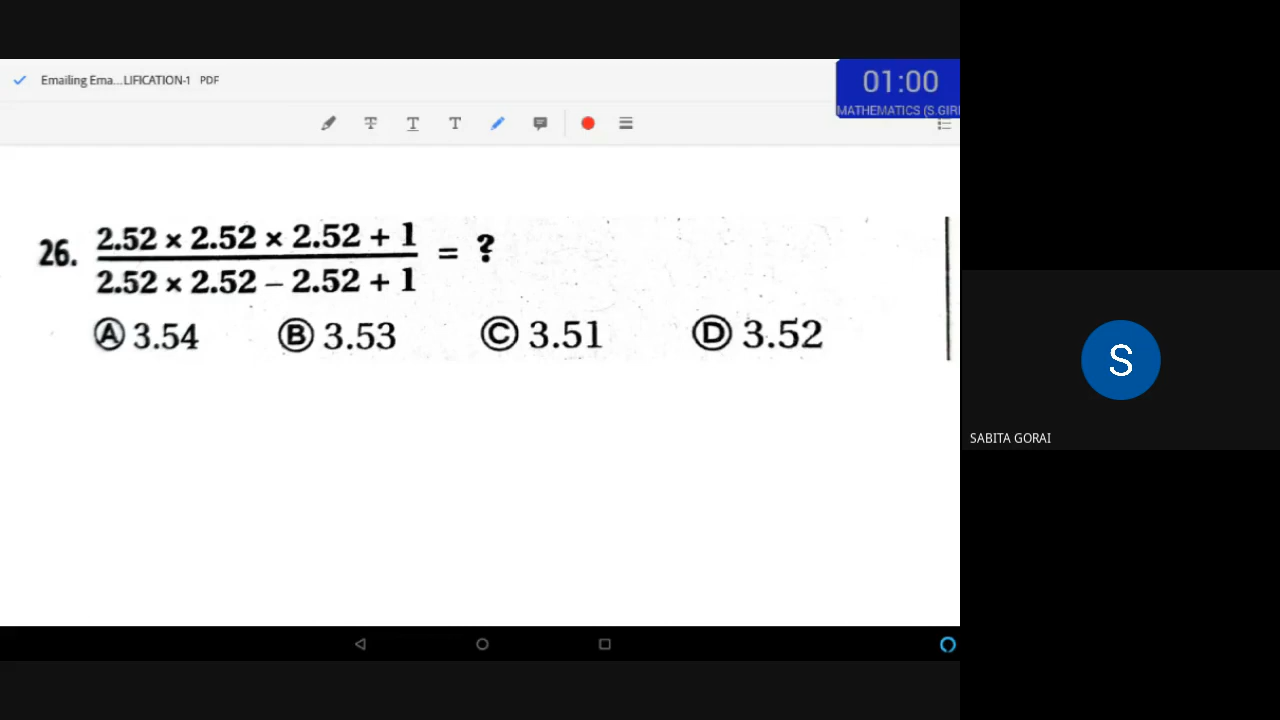 Emailing Ema...LIFICATION-1 PDF
01:00
MATHEMATICS (S.GIRI
T T T
26. 2.52 × 2.52 × 2.52 + 1
2.52 × 2.52 – 2.52 + 1
= ?
Ⓐ 3.54 Ⓑ 3.53 Ⓒ 3.51 Ⓓ 3.52
S
SABITA GORAI